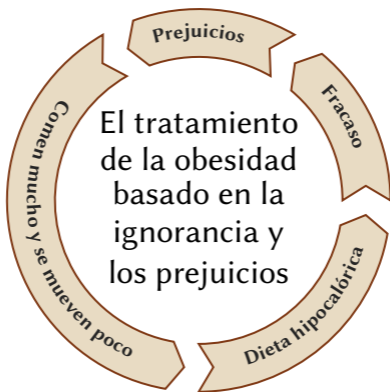 Prejuicios
Fracaso
El tratamiento
de la obesidad
basado en la
ignorancia y
los prejuicios
Comen mucho y se mueven poco
Dieta hipocalórica